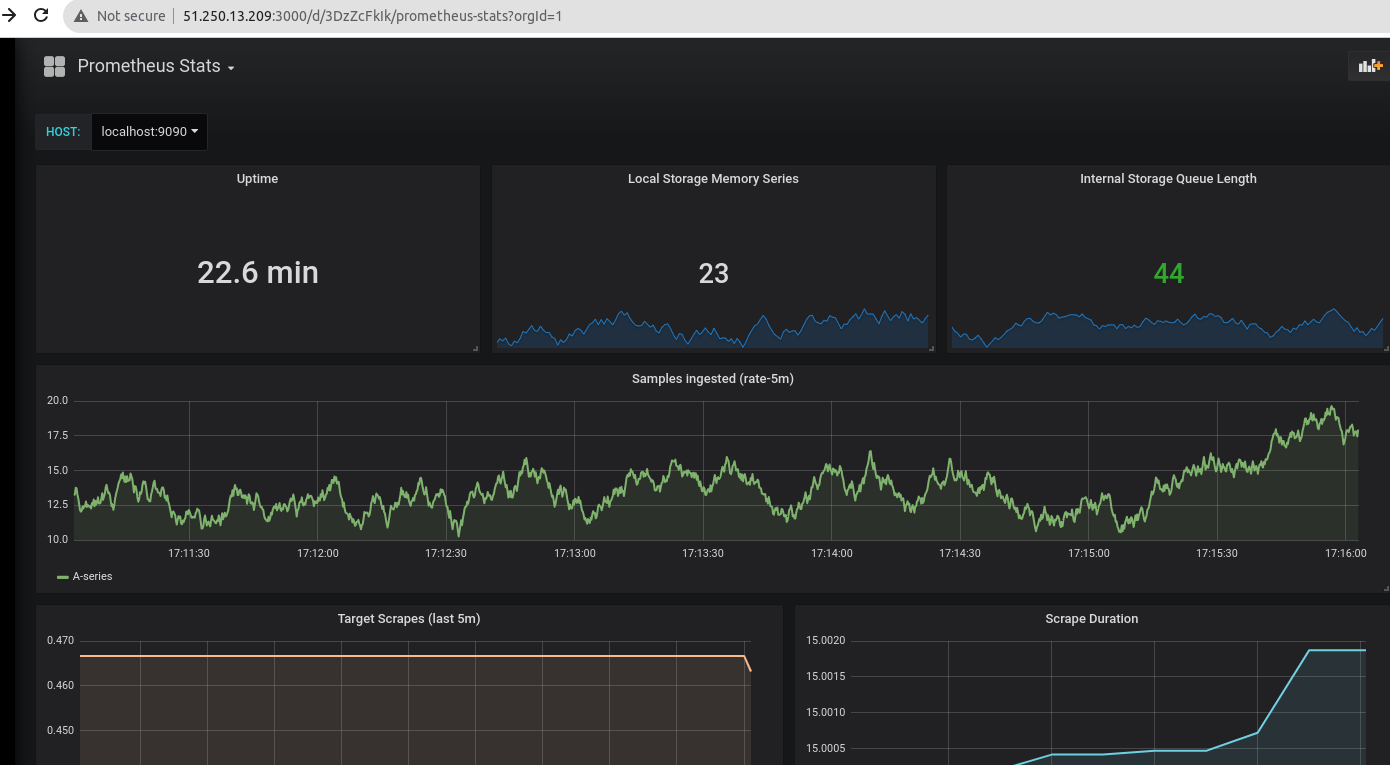 Not secure 51.250.13.209:3000/d/3DzZcFkIk/prometheus-stats?orgId=1
Prometheus Stats
HOST: localhost:9090
Uptime
22.6 min
Local Storage Memory Series
23
Internal Storage Queue Length
44
Samples ingested (rate-5m)
20.0
17.5
15.0
12.5
10.0
17:11:30 17:12:00 17:12:30 17:13:00 17:13:30 17:14:00 17:14:30 17:15:00 17:15:30 17:16:00
A-series
Target Scrapes (last 5m)
0.470
0.460
0.450
Scrape Duration
15.0020
15.0015
15.0010
15.0005